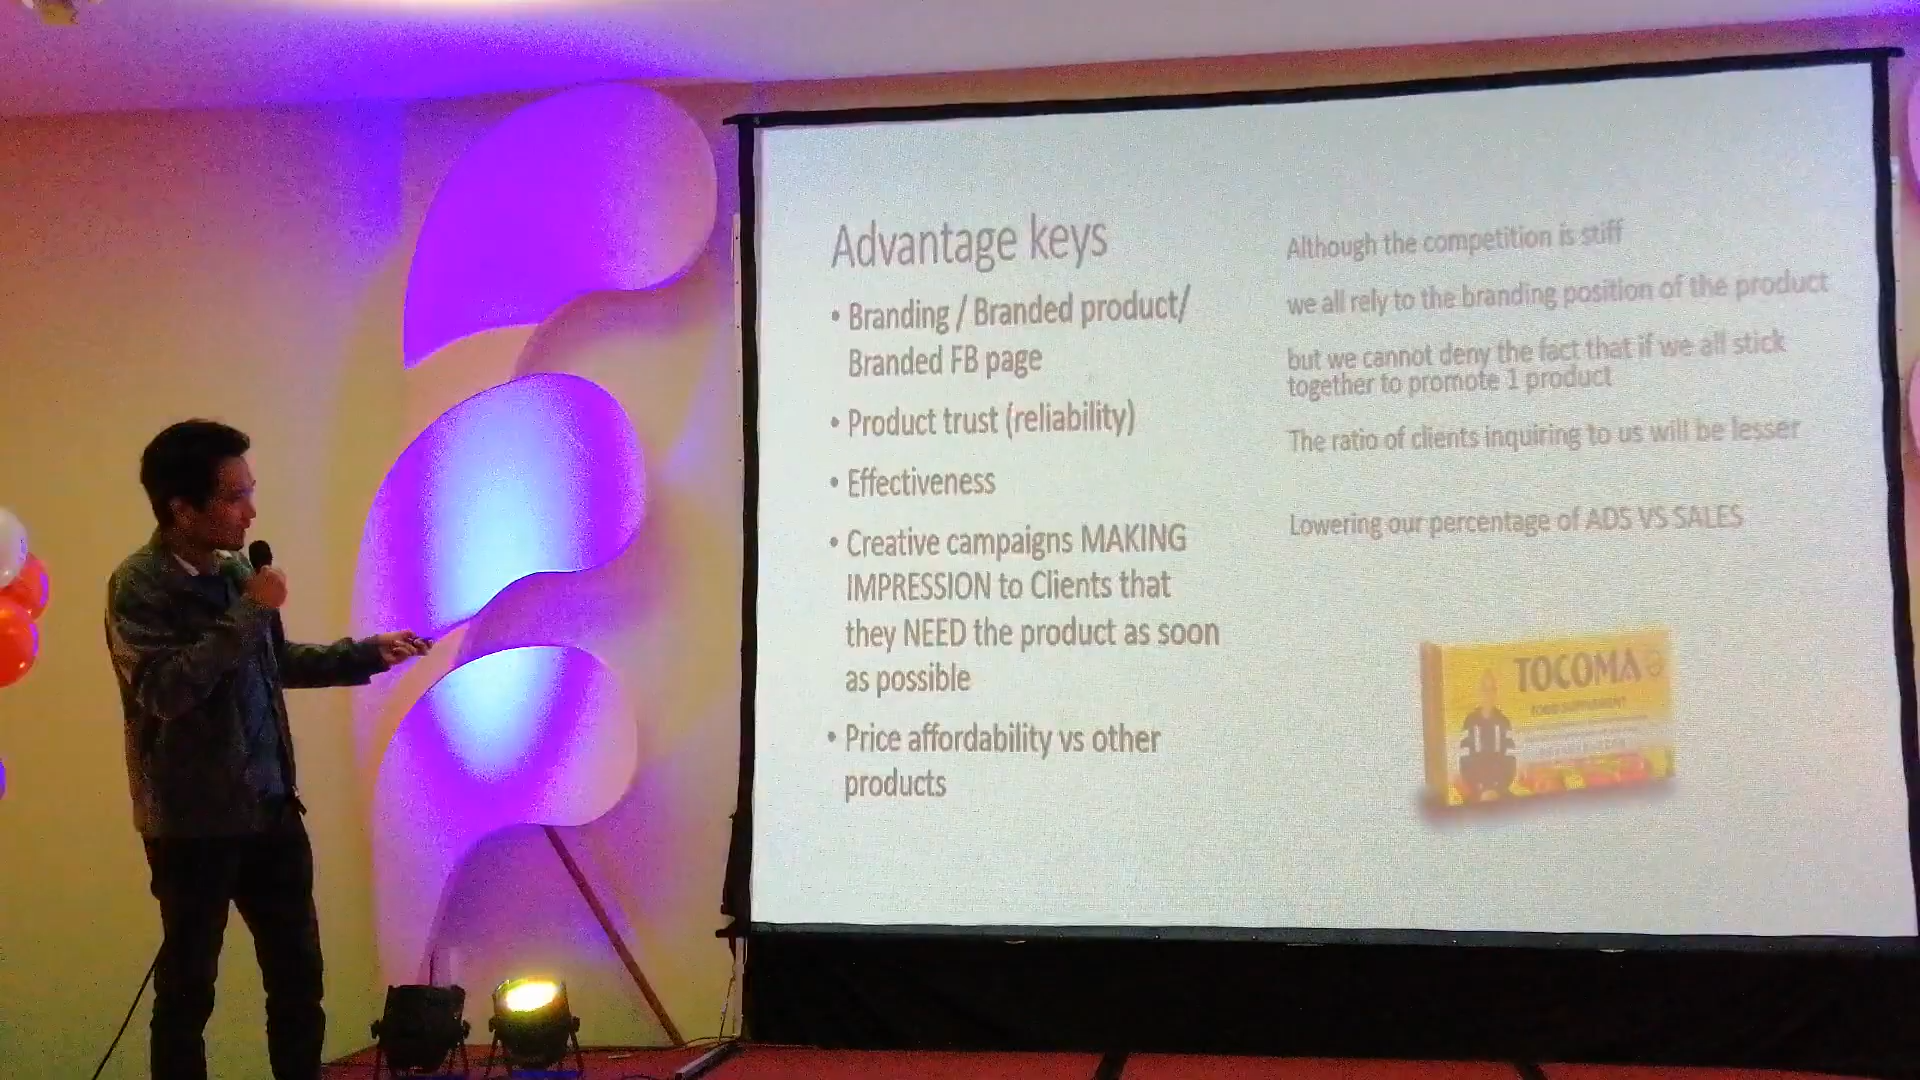 Advantage keys
• Branding / Branded product/
Branded FB page
• Product trust (reliability)
• Effectiveness
• Creative campaigns MAKING
IMPRESSION to Clients that
they NEED the product as soon
as possible
• Price affordability vs other
products
Although the competition is stiff
we all rely to the branding position of the product
but we cannot deny the fact that if we all stick
together to promote 1 product
The ratio of clients inquiring to us will be lesser
Lowering our percentage of ADS VS SALES
TOCOMA
FOOD SUPPLEMENT